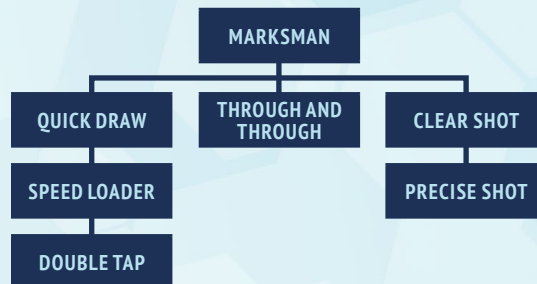 MARKSMAN
QUICK DRAW
THROUGH AND
THROUGH
CLEAR SHOT
SPEED LOADER
PRECISE SHOT
DOUBLE TAP